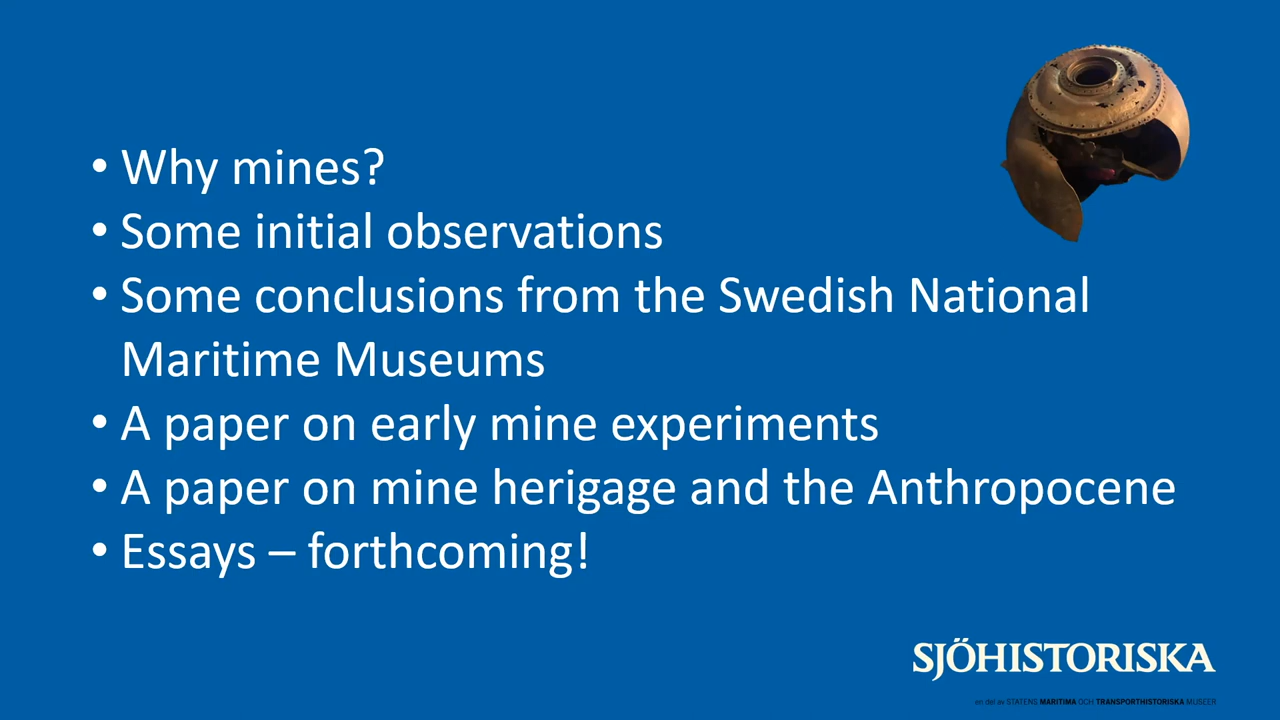 • Why mines?
• Some initial observations
• Some conclusions from the Swedish National
Maritime Museums
• A paper on early mine experiments
• A paper on mine herigage and the Anthropocene
• Essays – forthcoming!
SJÖHISTORISKA
en del av STATENS MARITIMA OCH TRANSPORTHISTORISKA MUSEER